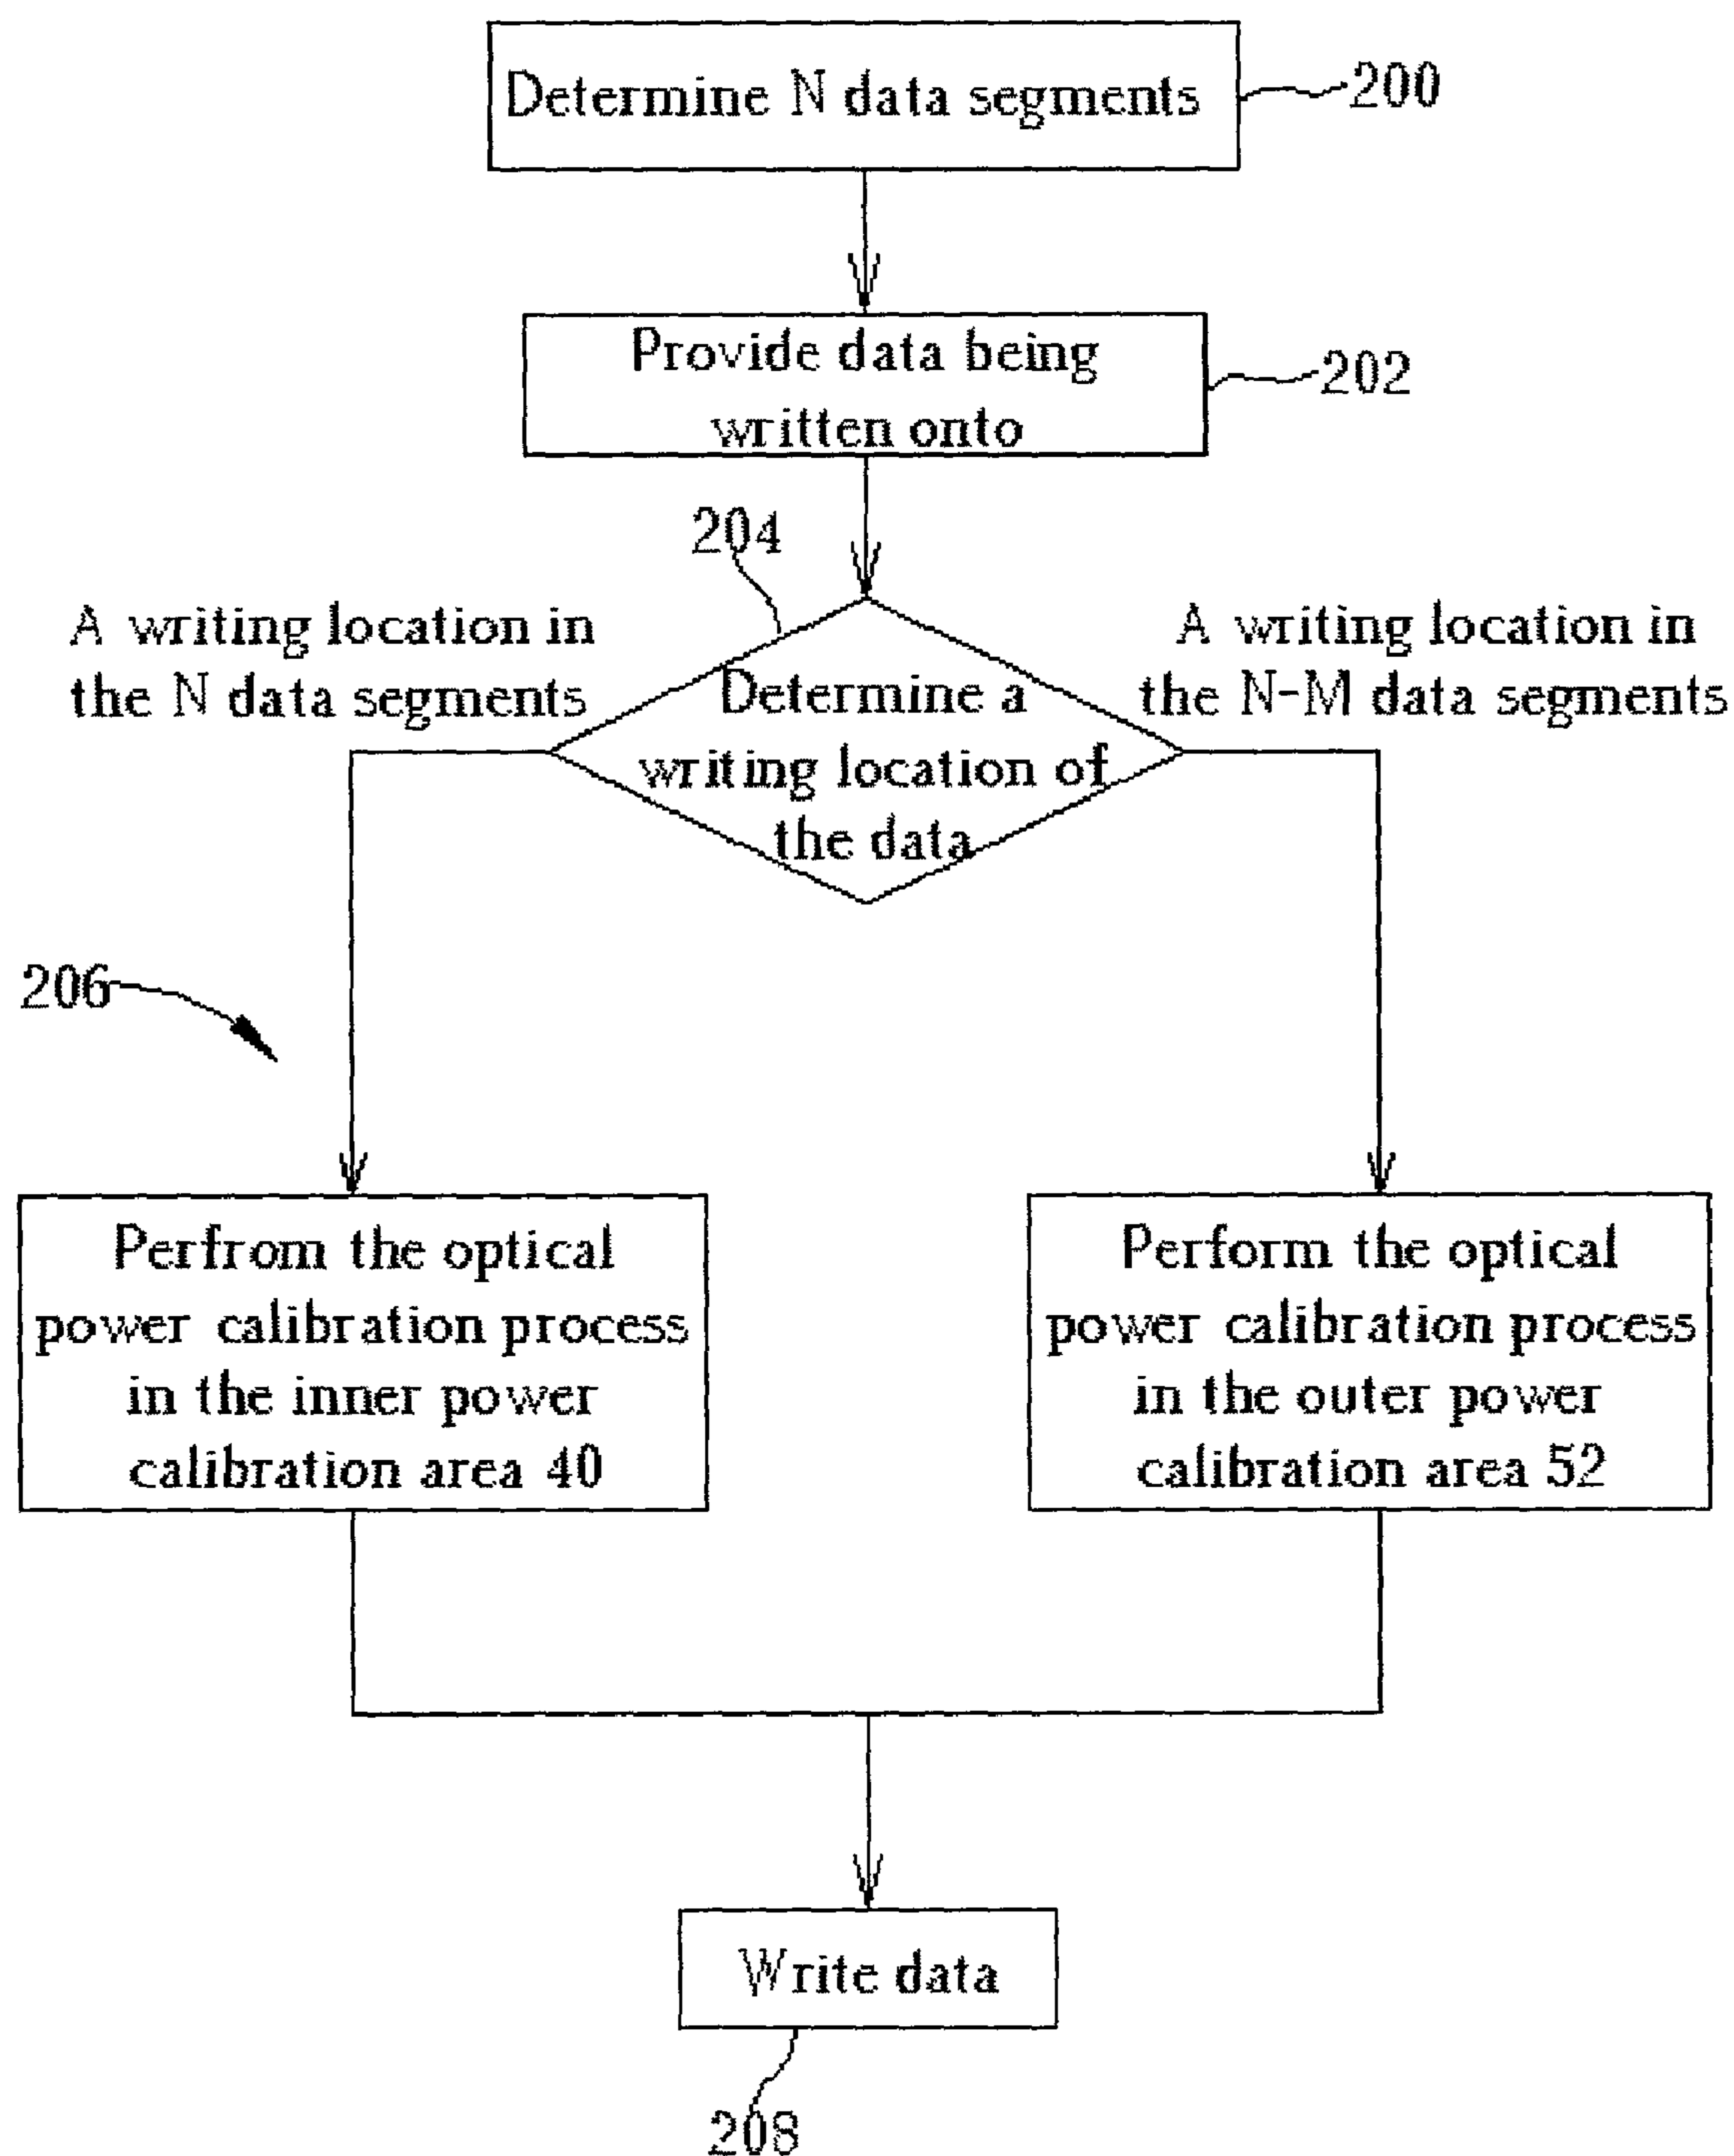 Determine N data segments
200
Provide data being
written onto
202
204
A writing location in
the N data segments
Determine a
writing location of
the data
A writing location in
the N-M data segments
206
Perfrom the optical
power calibration process
in the inner power
calibration area 40
Perform the optical
power calibration process
in the outer power
calibration area 52
Write data
208